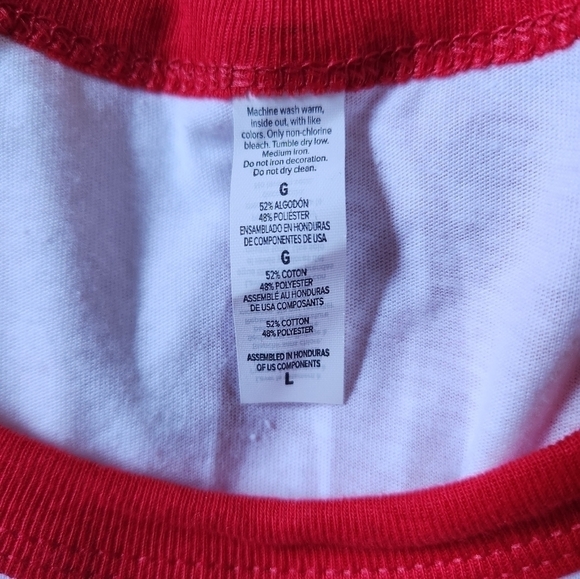 Machine wash warm,
inside out, with like
colors. Only non-chlorine
bleach. Tumble dry low.
Medium Iron.
Do not iron decoration.
Do not dry clean.
G
52% ALGODÓN
48% POLIÉSTER
ENSAMBLADO EN HONDURAS
DE COMPONENTES DE USA
G
52% COTON
48% POLYESTER
ASSEMBLÉ AU HONDURAS
DE USA COMPOSANTS
52% COTTON
48% POLYESTER
ASSEMBLED IN HONDURAS
OF US COMPONENTS
L